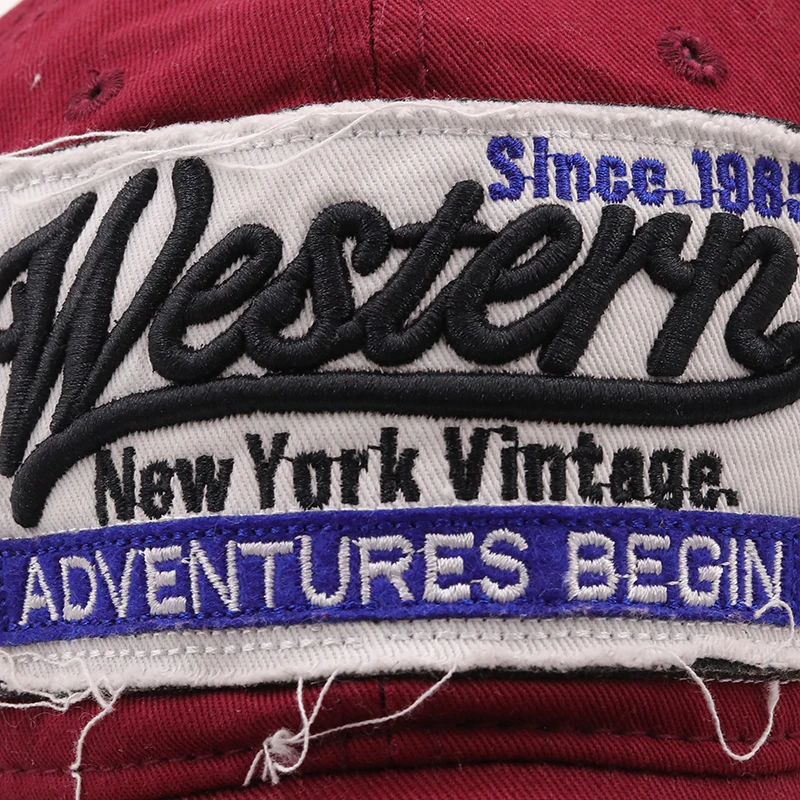 Since.1985
Western
New York Vintage.
ADVENTURES BEGIN